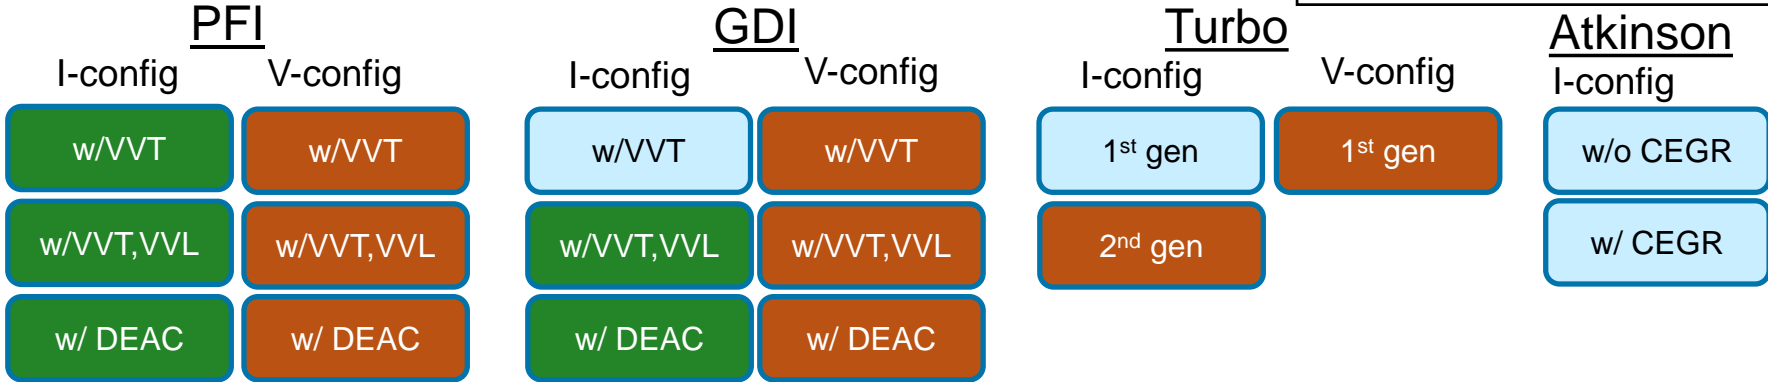 PFI
GDI
Turbo
Atkinson
I-config
V-config
I-config
V-config
I-config
V-config
I-config
w/VVT
w/VVT
w/VVT
w/VVT
1st gen
1st gen
w/o CEGR
w/VVT,VVL
w/VVT,VVL
w/VVT,VVL
w/VVT,VVL
2nd gen
w/ CEGR
w/ DEAC
w/ DEAC
w/ DEAC
w/ DEAC